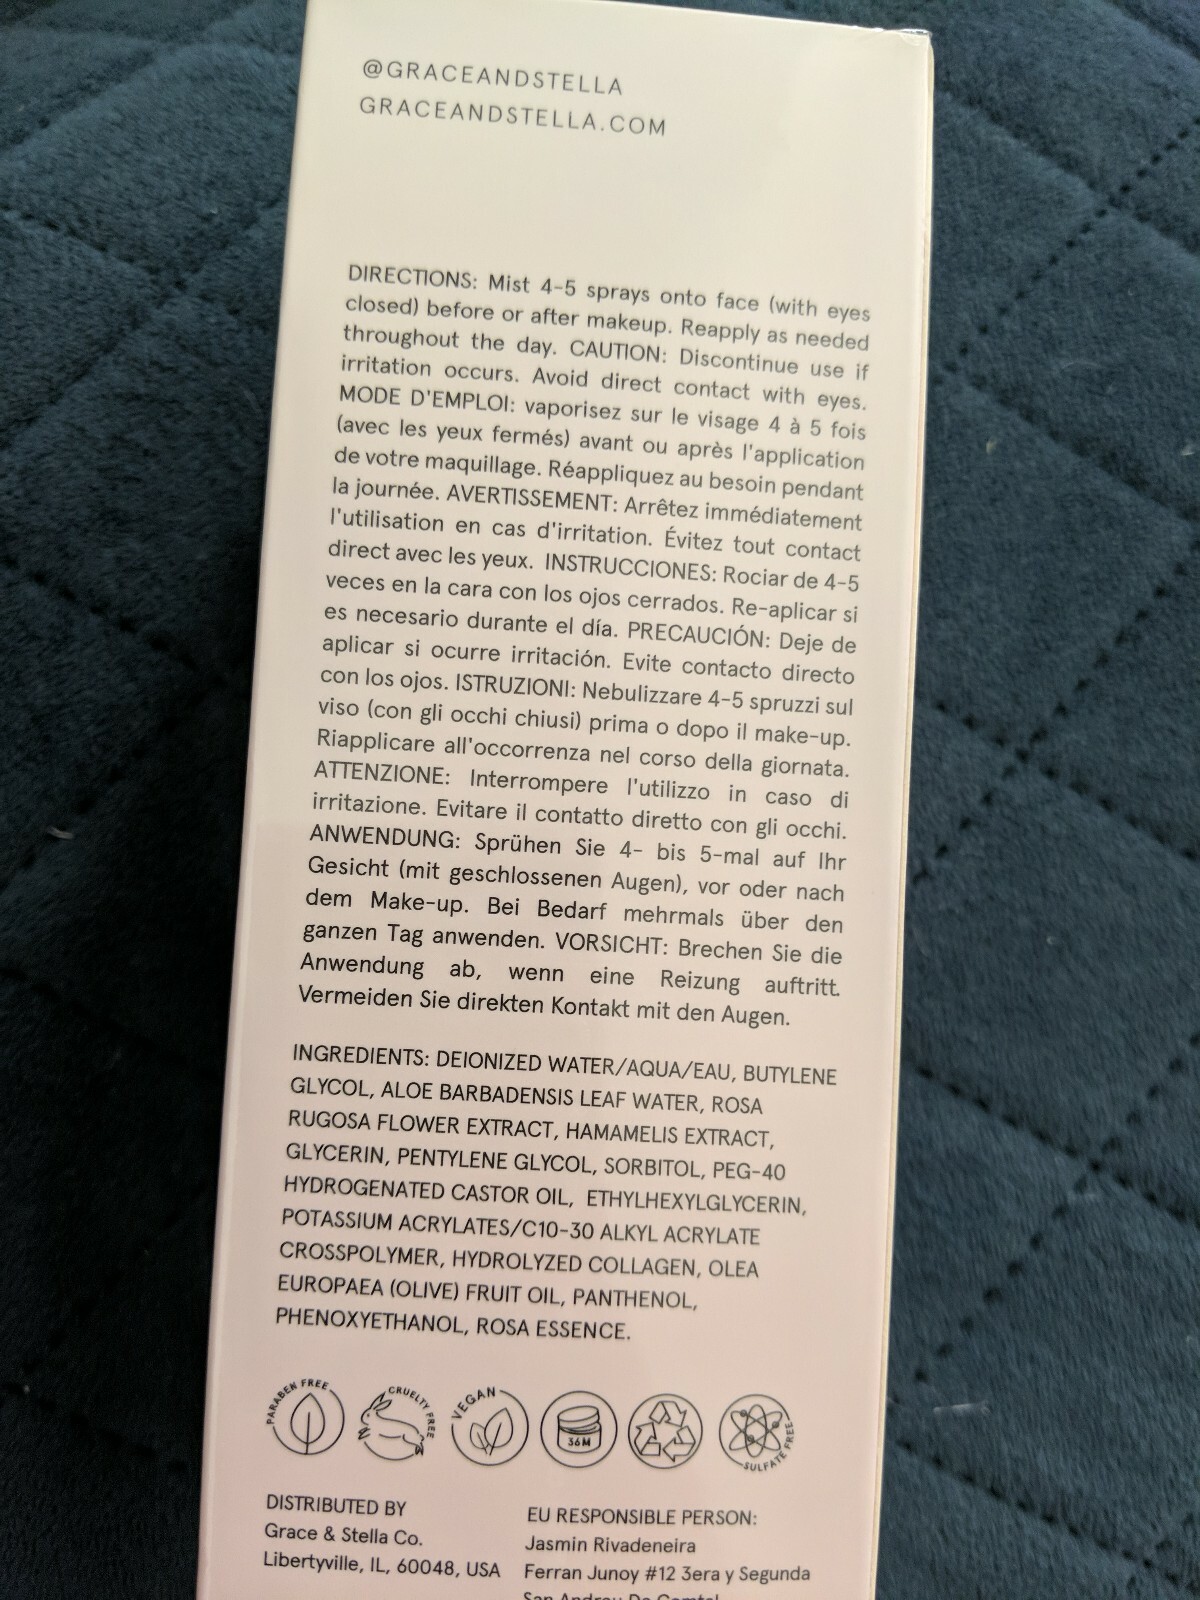 @GRACEANDSTELLA
GRACEANDSTELLA.COM
DIRECTIONS: Mist 4-5 sprays onto face (with eyes
closed) before or after makeup. Reapply as needed
throughout the day. CAUTION: Discontinue use if
irritation occurs. Avoid direct contact with eyes.
MODE D'EMPLOI: vaporisez sur le visage 4 à 5 fois
(avec les yeux fermés) avant ou après l'application
de votre maquillage. Réappliquez au besoin pendant
la journée. AVERTISSEMENT: Arrêtez immédiatement
l'utilisation en cas d'irritation. Évitez tout contact
direct avec les yeux. INSTRUCCIONES: Rociar de 4-5
veces en la cara con los ojos cerrados. Re-aplicar si
es necesario durante el día. PRECAUCIÓN: Deje de
aplicar si ocurre irritación. Evite contacto directo
con los ojos. ISTRUZIONI: Nebulizzare 4-5 spruzzi sul
viso (con gli occhi chiusi) prima o dopo il make-up.
Riapplicare all'occorrenza nel corso della giornata.
ATTENZIONE: Interrompere l'utilizzo in caso di
irritazione. Evitare il contatto diretto con gli occhi.
ANWENDUNG: Sprühen Sie 4- bis 5-mal auf Ihr
Gesicht (mit geschlossenen Augen), vor oder nach
dem Make-up. Bei Bedarf mehrmals über den
ganzen Tag anwenden. VORSICHT: Brechen Sie die
Anwendung ab, wenn eine Reizung auftritt.
Vermeiden Sie direkten Kontakt mit den Augen.
INGREDIENTS: DEIONIZED WATER/AQUA/EAU, BUTYLENE
GLYCOL, ALOE BARBADENSIS LEAF WATER, ROSA
RUGOSA FLOWER EXTRACT, HAMAMELIS EXTRACT,
GLYCERIN, PENTYLENE GLYCOL, SORBITOL, PEG-40
HYDROGENATED CASTOR OIL, ETHYLHEXYLGLYCERIN,
POTASSIUM ACRYLATES/C10-30 ALKYL ACRYLATE
CROSSPOLYMER, HYDROLYZED COLLAGEN, OLEA
EUROPAEA (OLIVE) FRUIT OIL, PANTHENOL,
PHENOXYETHANOL, ROSA ESSENCE.
PARABEN FREE
CRUELTY FREE
VEGAN
36M
SULFATE FREE
DISTRIBUTED BY
Grace & Stella Co.
Libertyville, IL, 60048, USA
EU RESPONSIBLE PERSON:
Jasmin Rivadeneira
Ferran Junoy #12 3era y Segunda